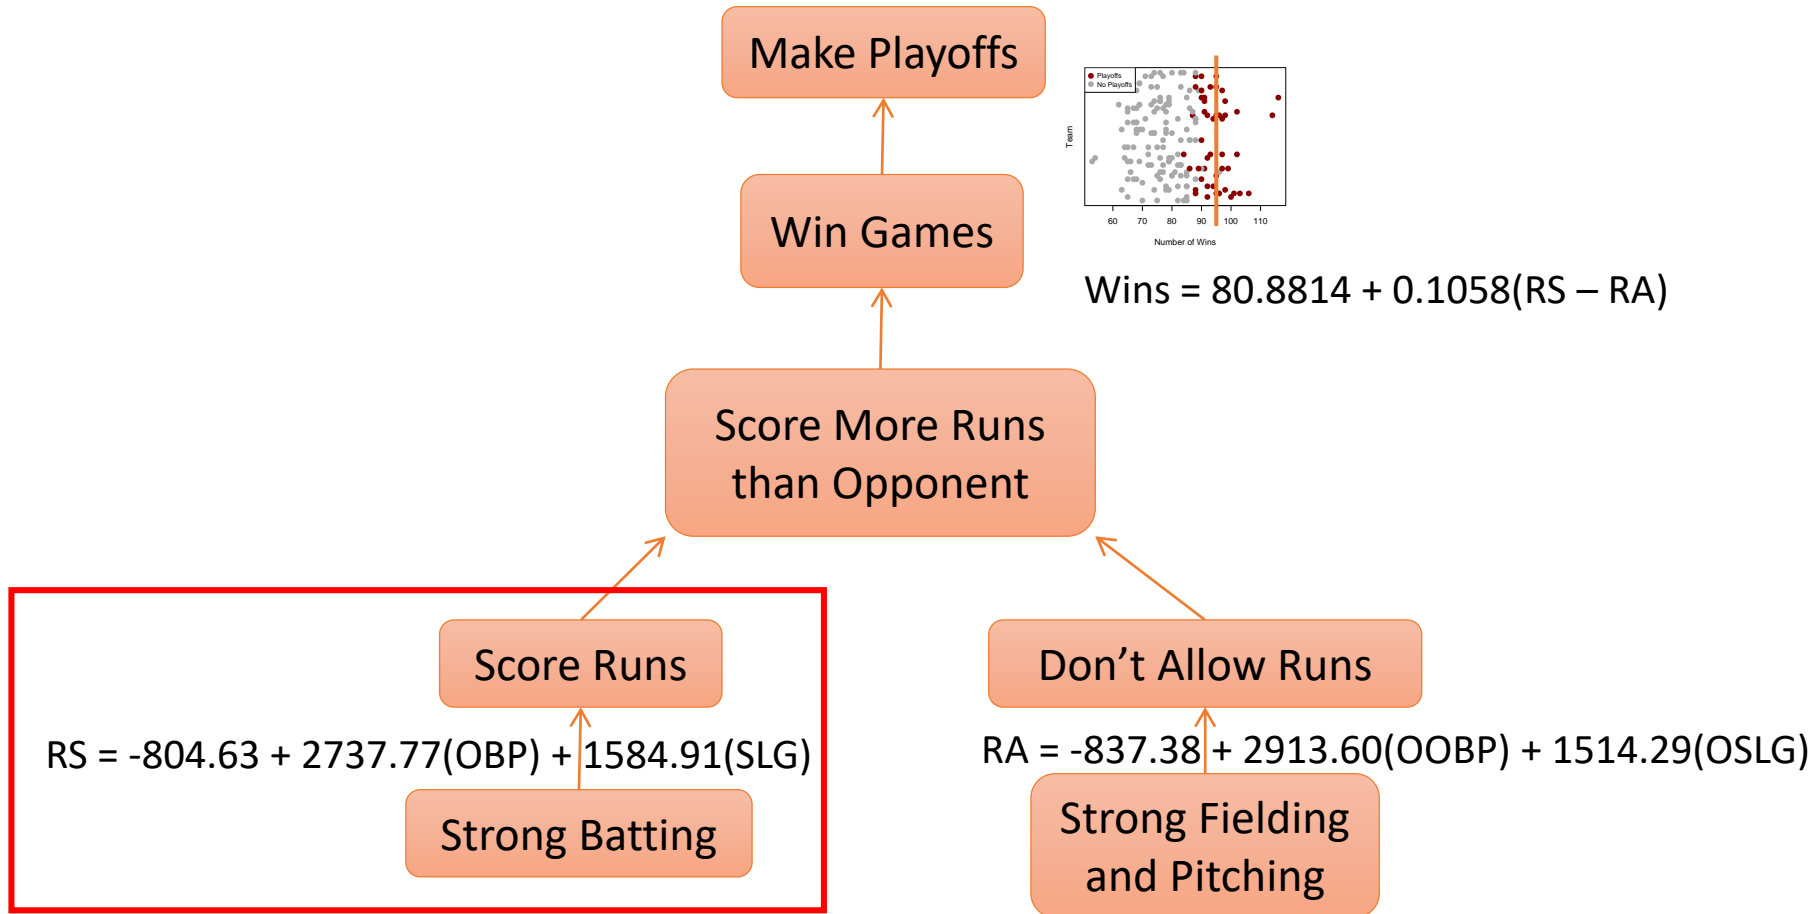 Make Playoffs
Playoffs
No Playoffs
Team
60 70 80 90 100 110
Number of Wins
Win Games
Wins = 80.8814 + 0.1058(RS – RA)
Score More Runs
than Opponent
Score Runs
Don’t Allow Runs
RS = -804.63 + 2737.77(OBP) + 1584.91(SLG)
RA = -837.38 + 2913.60(OOBP) + 1514.29(OSLG)
Strong Batting
Strong Fielding
and Pitching